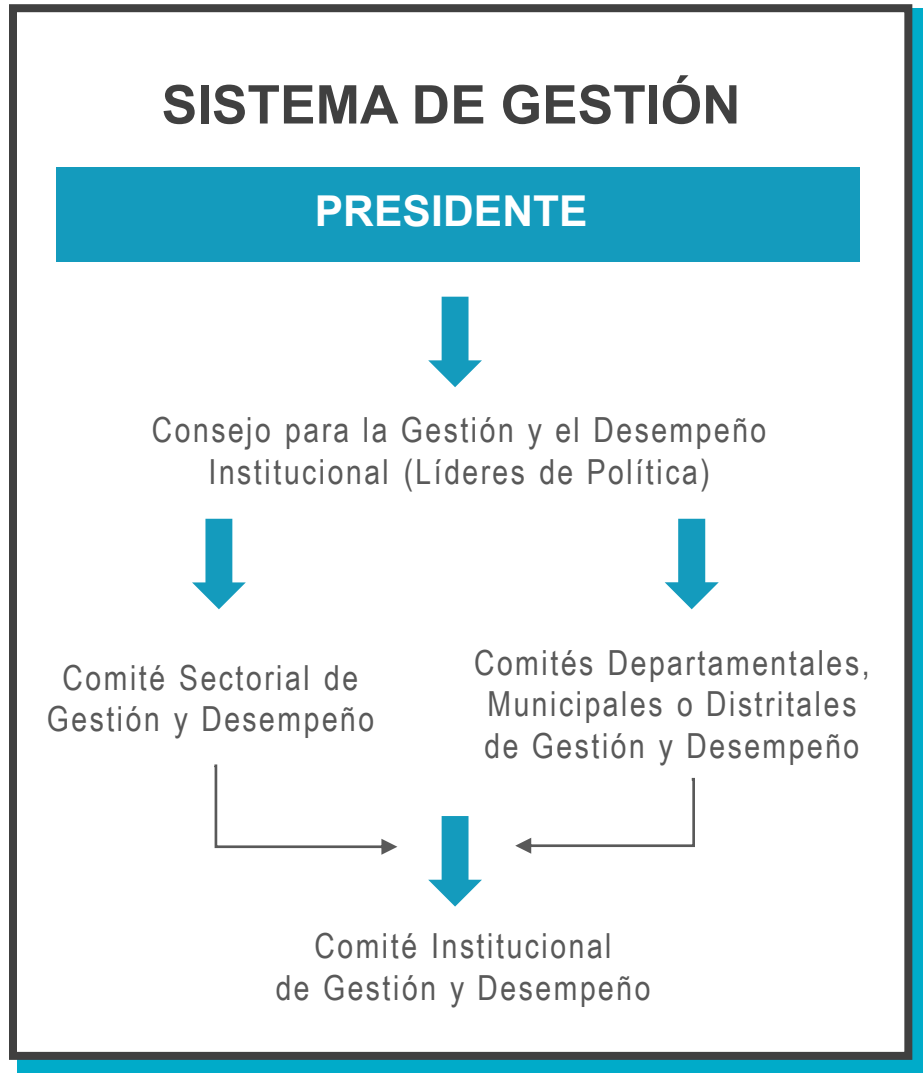 SISTEMA DE GESTIÓN
PRESIDENTE
Consejo para la Gestión y el Desempeño
Institucional (Líderes de Política)
Comité Sectorial de
Gestión y Desempeño
Comités Departamentales,
Municipales o Distritales
de Gestión y Desempeño
Comité Institucional
de Gestión y Desempeño